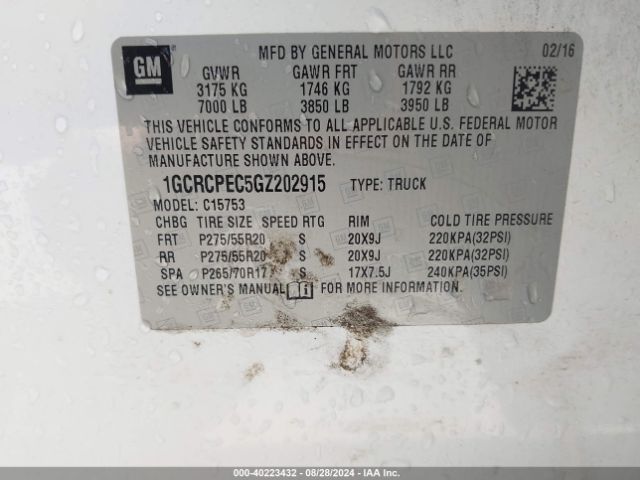 GM
MFD BY GENERAL MOTORS LLC 02/16
GVWR GAWR FRT GAWR RR
3175 KG 1746 KG 1792 KG
7000 LB 3850 LB 3950 LB
THIS VEHICLE CONFORMS TO ALL APPLICABLE U.S. FEDERAL MOTOR
VEHICLE SAFETY STANDARDS IN EFFECT ON THE DATE OF
MANUFACTURE SHOWN ABOVE.
1GCRCPEC5GZ202915 TYPE: TRUCK
MODEL: C15753
CHBG TIRE SIZE SPEED RTG RIM COLD TIRE PRESSURE
FRT P275/55R20 S 20X9J 220KPA(32PSI)
RR P275/55R20 S 20X9J 220KPA(32PSI)
SPA P265/70R17 S 17X7.5J 240KPA(35PSI)
SEE OWNER'S MANUAL FOR MORE INFORMATION.
000-40223432 - 08/28/2024 - IAA Inc.